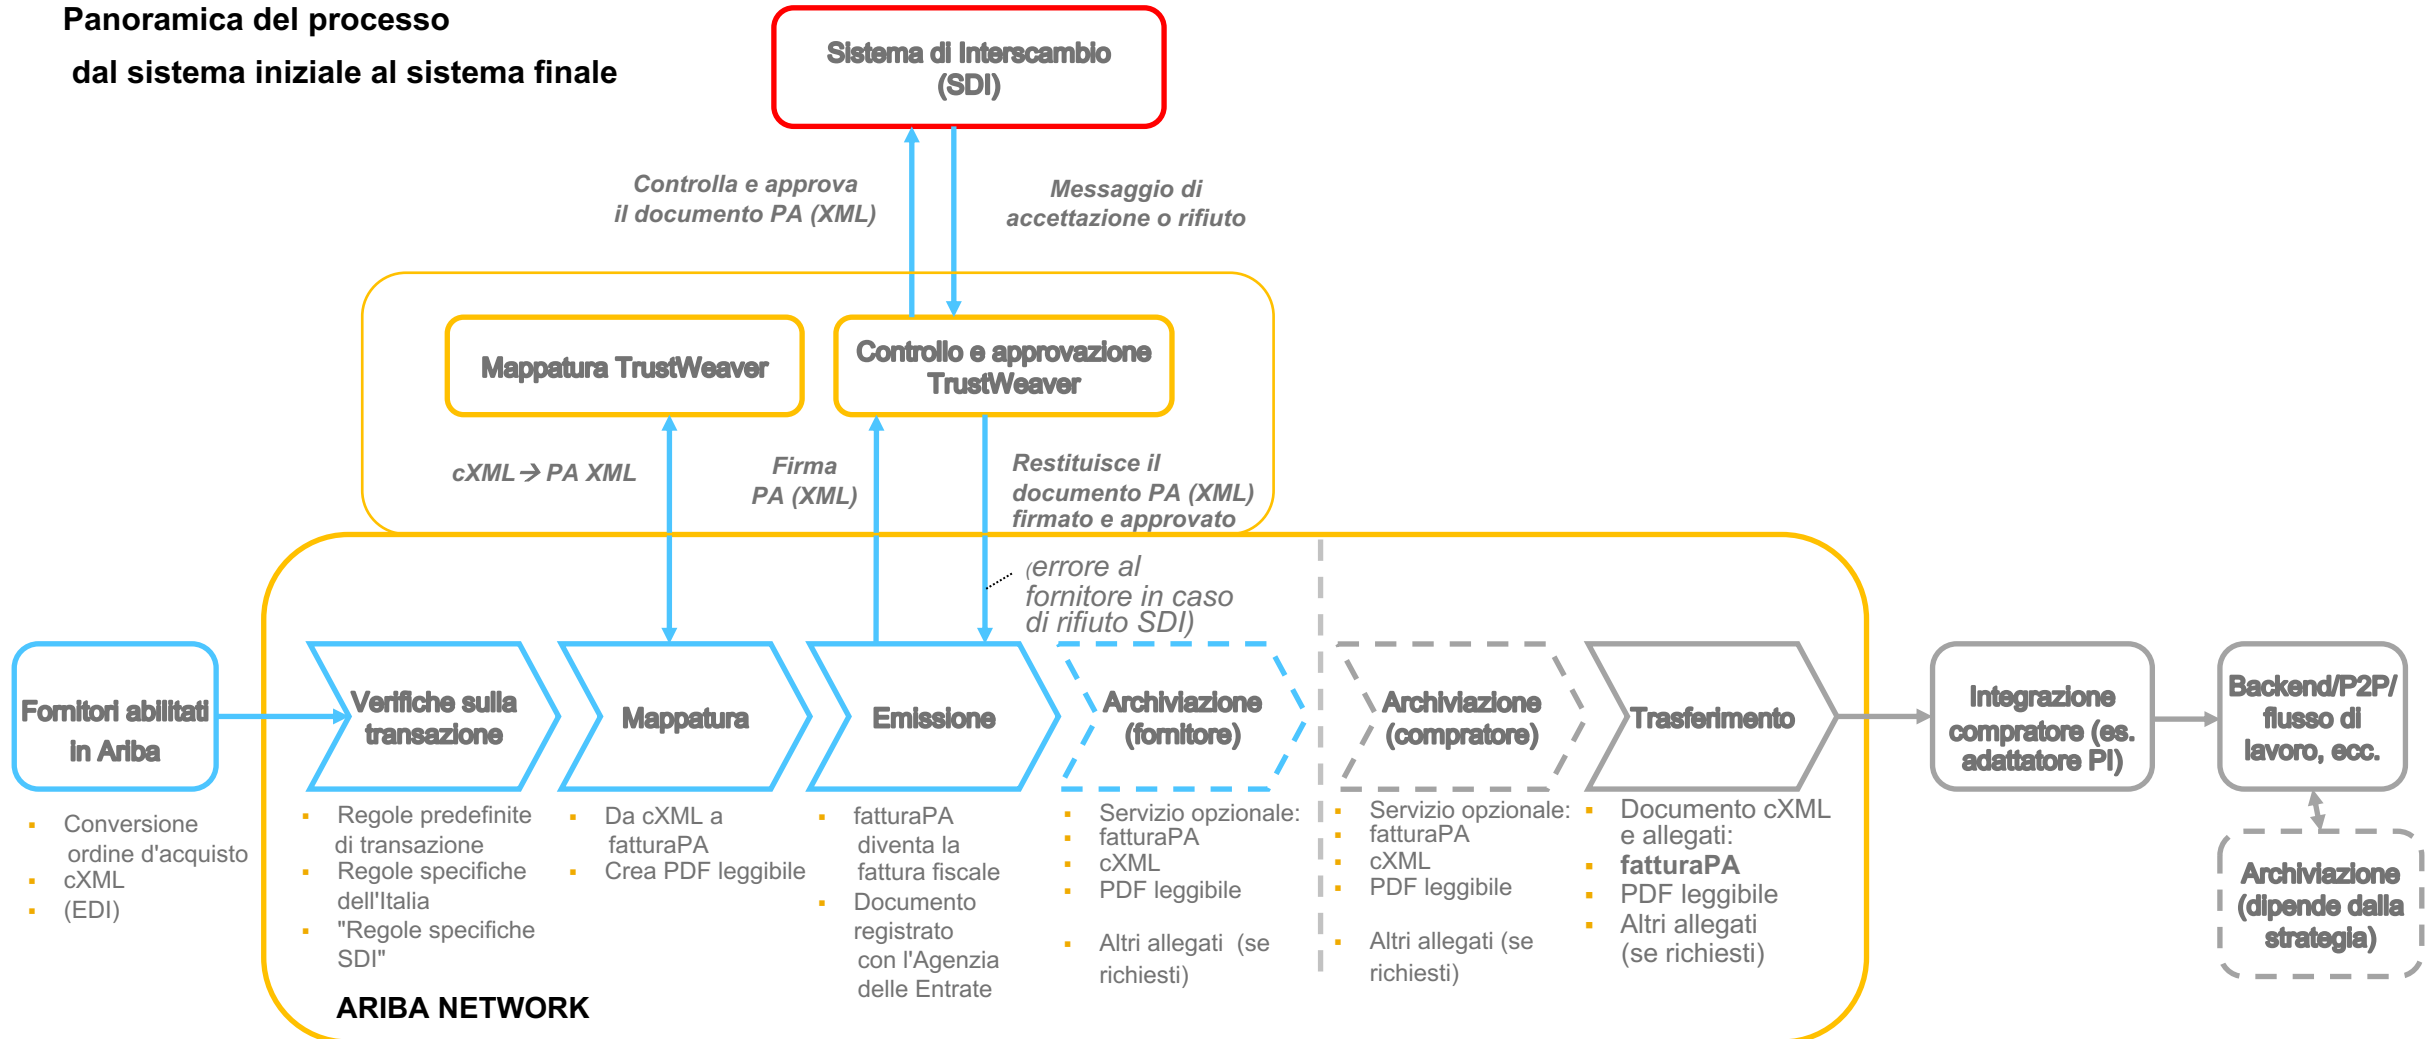 Panoramica del processo
dal sistema iniziale al sistema finale
Sistema di Interscambio
(SDI)
Controlla e approva
il documento PA (XML)
Messaggio di
accettazione o rifiuto
Mappatura TrustWeaver
Controllo e approvazione
TrustWeaver
cXML→ PA XML
Firma
PA (XML)
Restituisce il
documento PA (XML)
firmato e approvato
(errore al
fornitore in caso
di rifiuto SDI)
Fornitori abilitati
in Ariba
Verifiche sulla
transazione
Mappatura
Emissione
Archiviazione
(fornitore)
Archiviazione
(compratore)
Trasferimento
Integrazione
compratore (es.
adattatore PI)
Backend/P2P/
flusso di
lavoro, ecc.
▪ Conversione
ordine d'acquisto
▪ cXML
▪ (EDI)
▪ Regole predefinite
di transazione
▪ Regole specifiche
dell'Italia
▪ "Regole specifiche
SDI"
▪ Da cXML a
fatturaPA
▪ Crea PDF leggibile
▪ fatturaPA
diventa la
fattura fiscale
▪ Documento
registrato
con l'Agenzia
delle Entrate
▪ Servizio opzionale:
▪ fatturaPA
▪ cXML
▪ PDF leggibile
▪ Altri allegati (se
richiesti)
▪ Servizio opzionale:
▪ fatturaPA
▪ cXML
▪ PDF leggibile
▪ Altri allegati (se
richiesti)
▪ Documento cXML
e allegati:
▪ fatturaPA
▪ PDF leggibile
▪ Altri allegati
(se richiesti)
Archiviazione
(dipende dalla
strategia)
ARIBA NETWORK